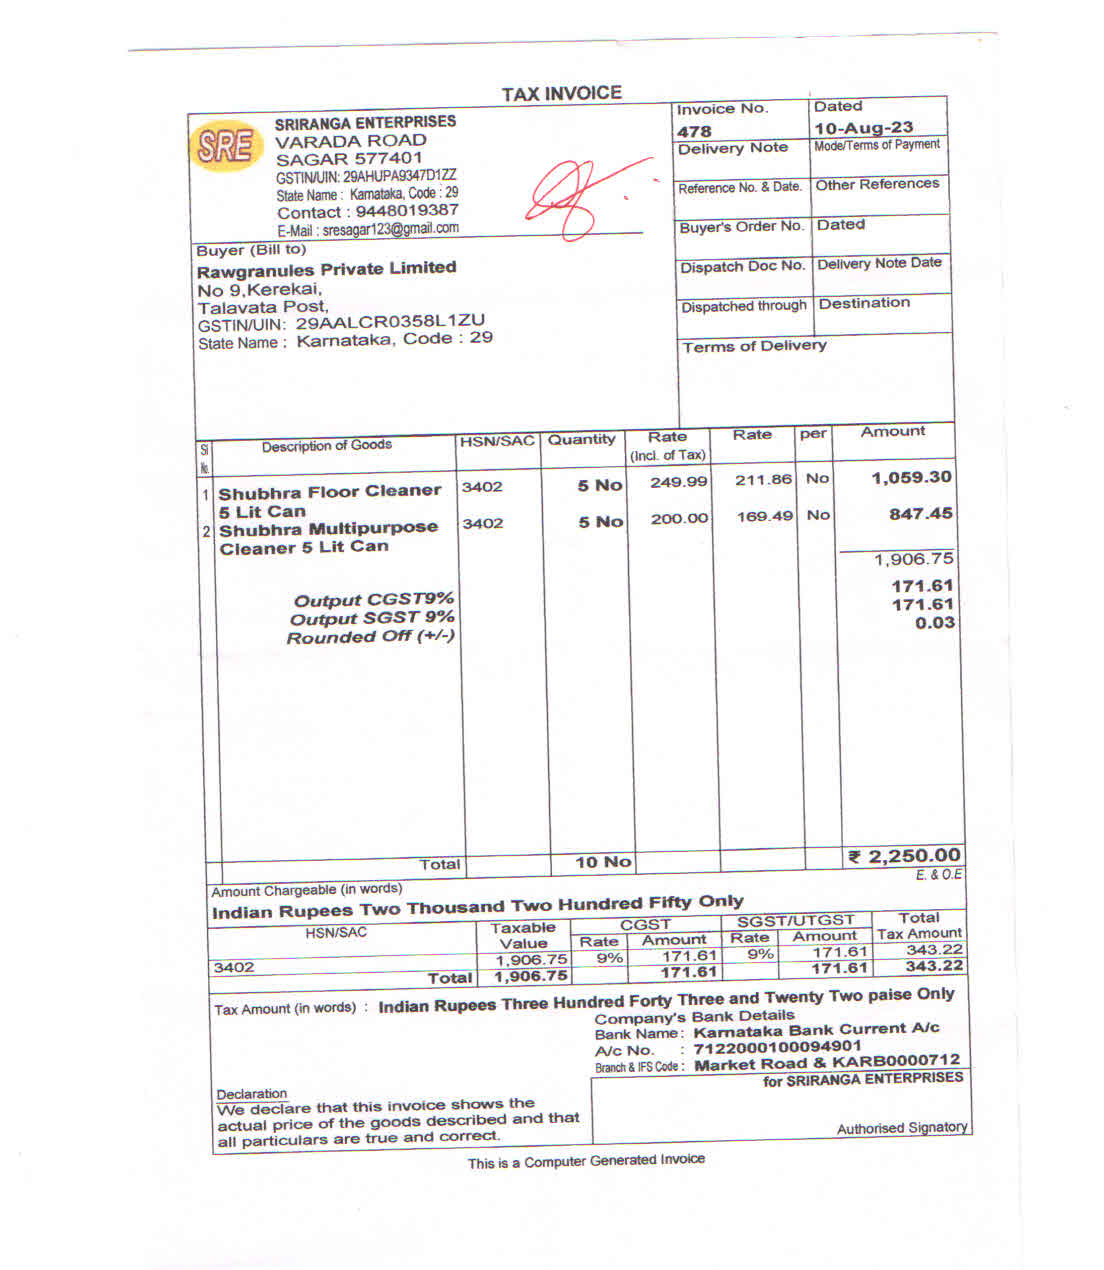 TAX INVOICE
SRE
SRIRANGA ENTERPRISES
VARADA ROAD
SAGAR 577401
GSTIN/UIN: 29AHUPA9347D1ZZ
State Name : Karnataka, Code : 29
Contact : 9448019387
E-Mail : sresagar123@gmail.com
Invoice No. Dated
478 10-Aug-23
Delivery Note Mode/Terms of Payment
Reference No. & Date. Other References
Buyer's Order No. Dated
Dispatch Doc No. Delivery Note Date
Dispatched through Destination
Terms of Delivery
Buyer (Bill to)
Rawgranules Private Limited
No 9,Kerekai,
Talavata Post,
GSTIN/UIN: 29AALCR0358L1ZU
State Name : Karnataka, Code : 29
Sl No. Description of Goods HSN/SAC Quantity Rate (Incl. of Tax) Rate per Amount
1 Shubhra Floor Cleaner 3402 5 No 249.99 211.86 No 1,059.30
5 Lit Can
2 Shubhra Multipurpose 3402 5 No 200.00 169.49 No 847.45
Cleaner 5 Lit Can
1,906.75
Output CGST9% 171.61
Output SGST 9% 171.61
Rounded Off (+/-) 0.03
Total 10 No ₹ 2,250.00
Amount Chargeable (in words) E. & O.E
Indian Rupees Two Thousand Two Hundred Fifty Only
HSN/SAC Taxable Value CGST SGST/UTGST Total Tax Amount
Rate Amount Rate Amount
3402 1,906.75 9% 171.61 9% 171.61 343.22
Total 1,906.75 171.61 171.61 343.22
Tax Amount (in words) : Indian Rupees Three Hundred Forty Three and Twenty Two paise Only
Company's Bank Details
Bank Name : Karnataka Bank Current A/c
A/c No. : 7122000100094901
Branch & IFS Code : Market Road & KARB0000712
Declaration
We declare that this invoice shows the
actual price of the goods described and that
all particulars are true and correct.
for SRIRANGA ENTERPRISES
Authorised Signatory
This is a Computer Generated Invoice